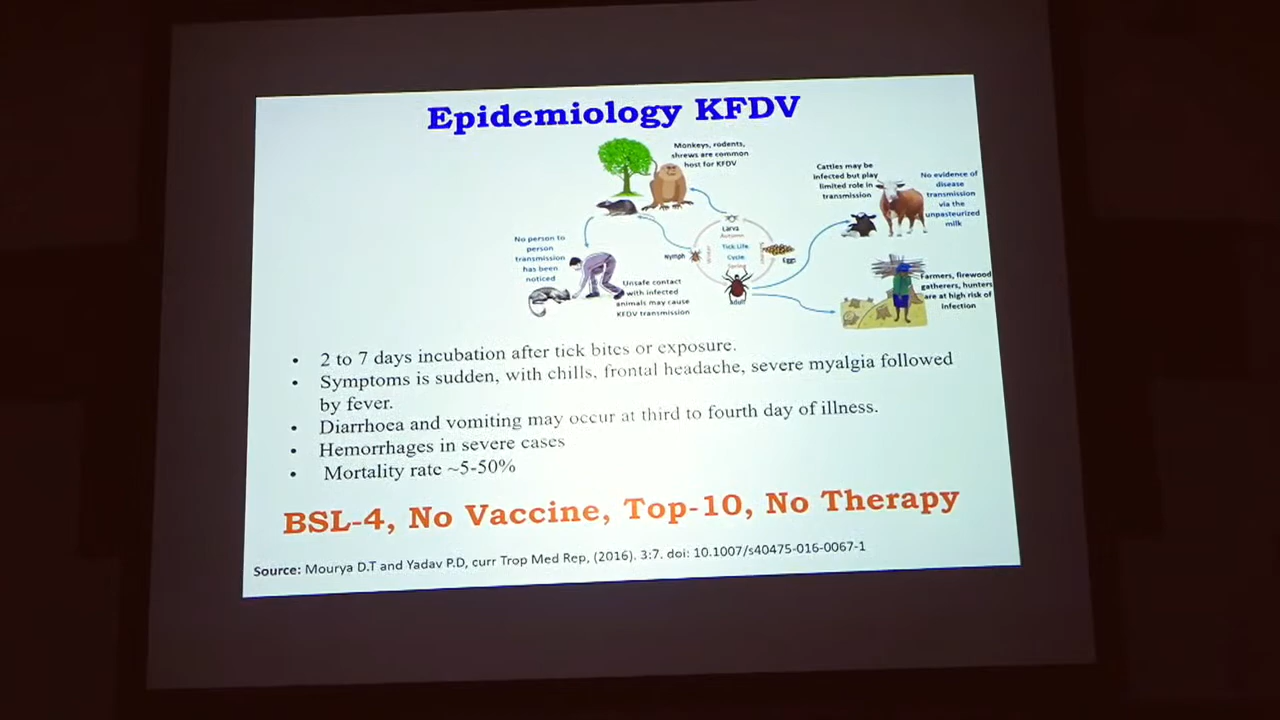 Epidemiology KFDV
Monkeys, rodents,
shrews are common
host for KFDV
Cattles may be
infected but play
limited role in
transmission
No evidence of
disease
transmission
via the
unpasteurized
milk
No person to
person
transmission
has been
noticed
Unsafe contact
with infected
animals may cause
KFDV transmission
Larva
Autumn
Nymph
Tick Life
Cycle
Spring
Egg
Adult
Farmers, firewood
gatherers, hunters
are at high risk of
infection
• 2 to 7 days incubation after tick bites or exposure.
• Symptoms is sudden, with chills, frontal headache, severe myalgia followed
by fever.
• Diarrhoea and vomiting may occur at third to fourth day of illness.
• Hemorrhages in severe cases
• Mortality rate ~5-50%
BSL-4, No Vaccine, Top-10, No Therapy
Source: Mourya D.T and Yadav P.D, curr Trop Med Rep, (2016). 3:7. doi: 10.1007/s40475-016-0067-1